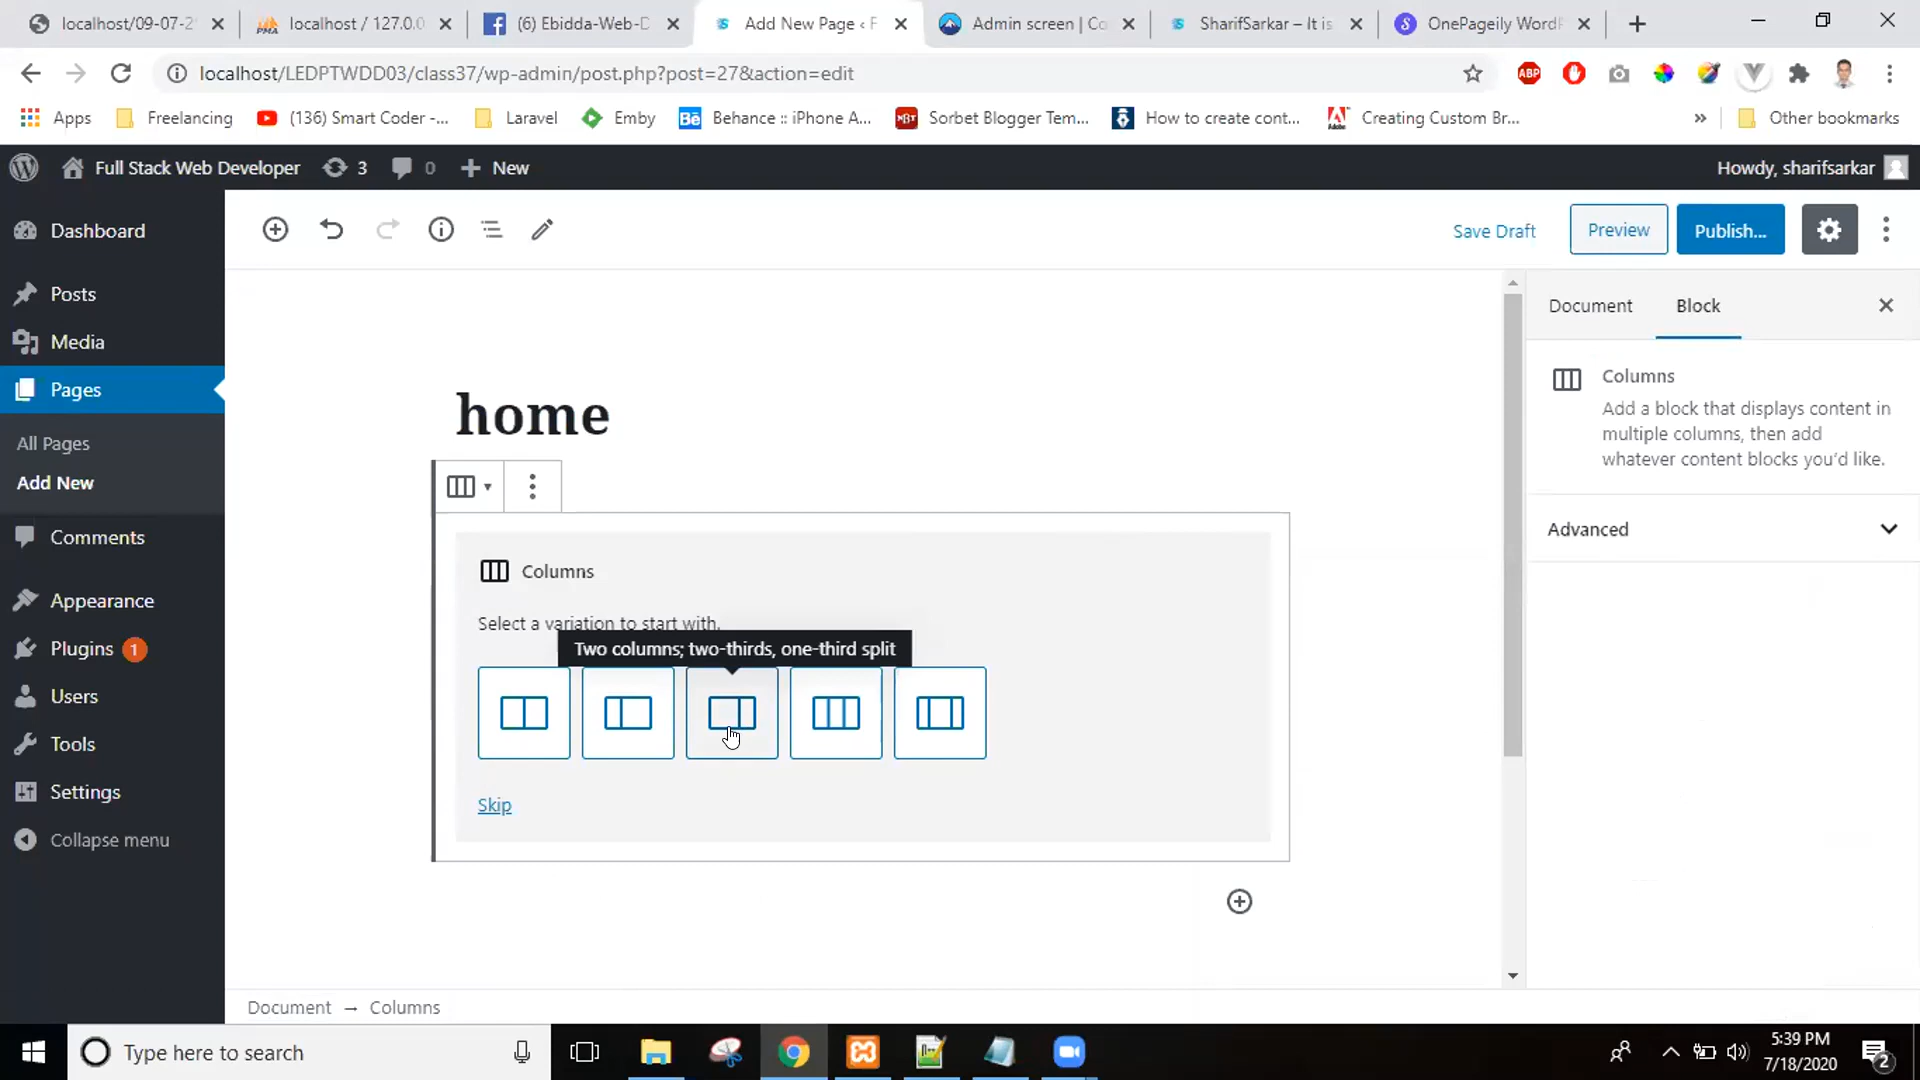 localhost/09-07-2
localhost / 127.0.0
(6) Ebidda-Web-D
Add New Page ‹ F
Admin screen | Co
SharifSarkar – It is
OnePageily WordP
localhost/LEDPTWDD03/class37/wp-admin/post.php?post=27&action=edit
ABP
Apps
Freelancing
(136) Smart Coder -...
Laravel
Emby
Behance :: iPhone A...
Sorbet Blogger Tem...
How to create cont...
Creating Custom Br...
»
Other bookmarks
Full Stack Web Developer
3
0
New
Howdy, sharifsarkar
Dashboard
Posts
Media
Pages
All Pages
Add New
Comments
Appearance
Plugins 1
Users
Tools
Settings
Collapse menu
Save Draft
Preview
Publish...
home
Columns
Select a variation to start with.
Two columns; two-thirds, one-third split
Skip
Document
Block
Columns
Add a block that displays content in
multiple columns, then add
whatever content blocks you'd like.
Advanced
Document → Columns
Type here to search
5:39 PM
7/18/2020
2